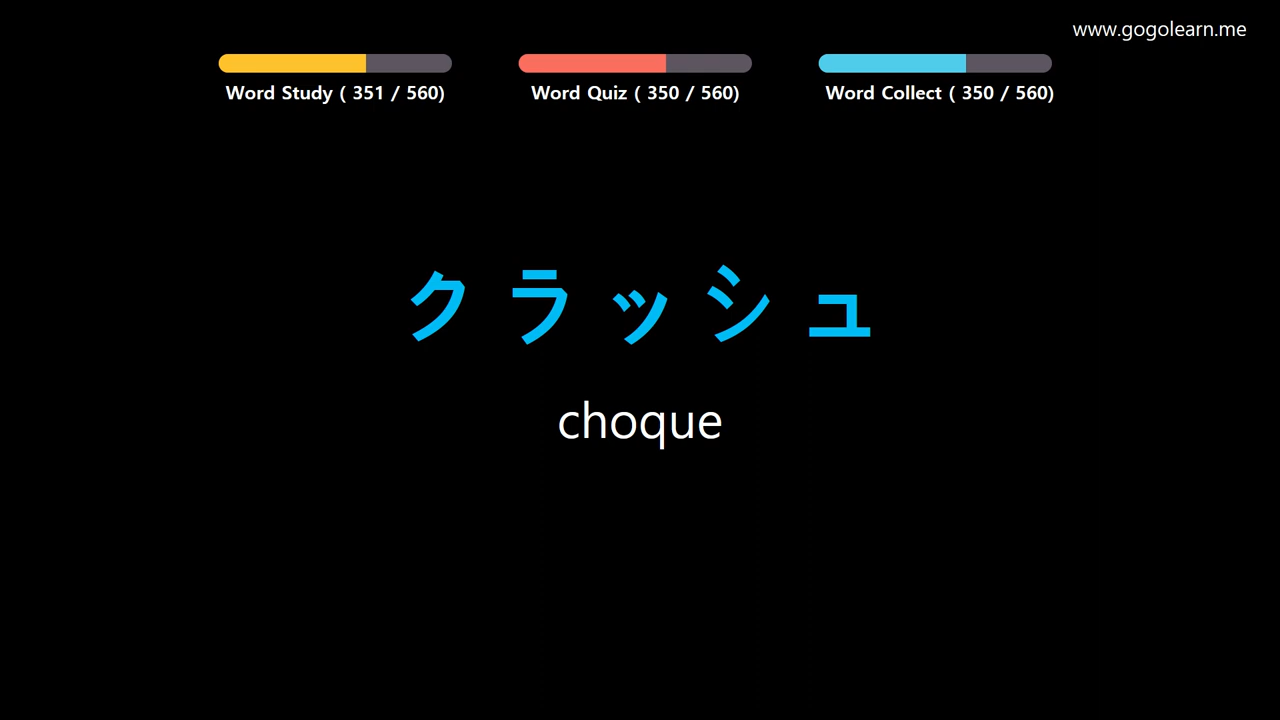 www.gogolearn.me
Word Study ( 351 / 560)
Word Quiz ( 350 / 560)
Word Collect ( 350 / 560)
クラッシュ
choque